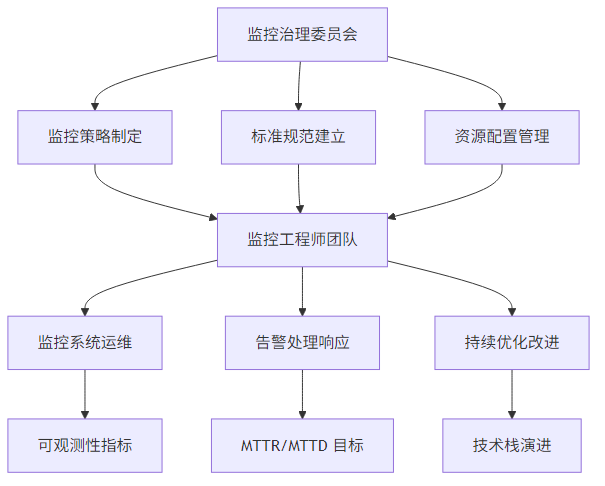 监控治理委员会
监控策略制定
标准规范建立
资源配置管理
监控工程师团队
监控系统运维
告警处理响应
持续优化改进
可观测性指标
MTTR/MTTD 目标
技术栈演进